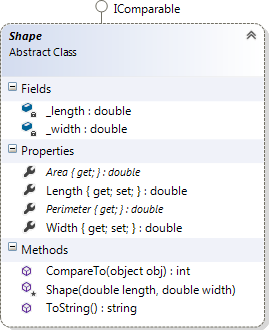 IComparable
Shape
Abstract Class
Fields
_length : double
_width : double
Properties
Area { get; } : double
Length { get; set; } : double
Perimeter { get; } : double
Width { get; set; } : double
Methods
CompareTo(object obj) : int
Shape(double length, double width)
ToString() : string